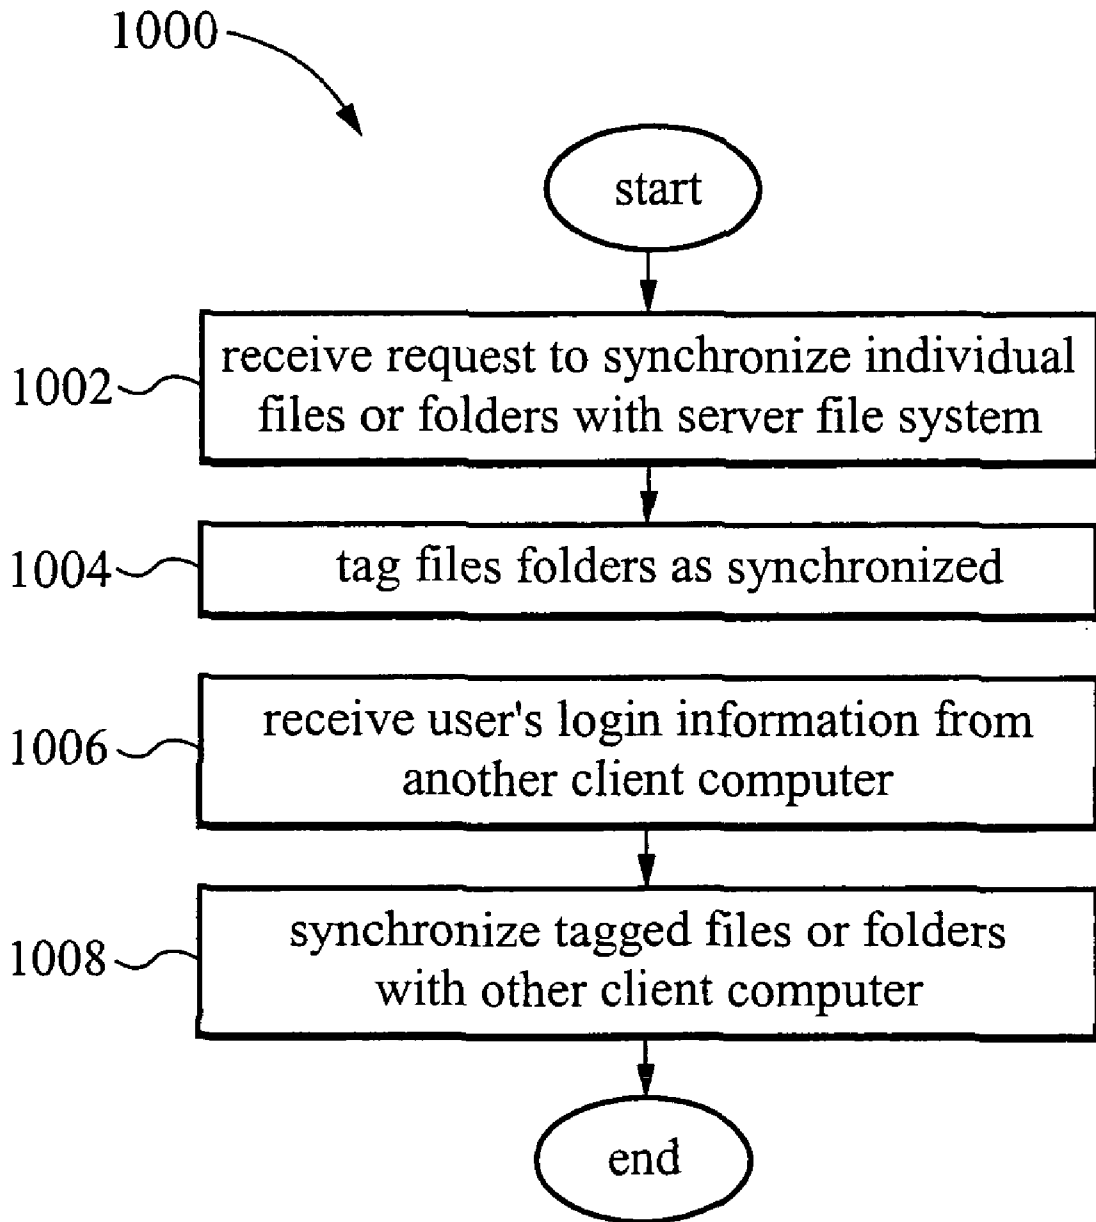 1000
start
1002
receive request to synchronize individual
files or folders with server file system
1004
tag files folders as synchronized
1006
receive user's login information from
another client computer
1008
synchronize tagged files or folders
with other client computer
end